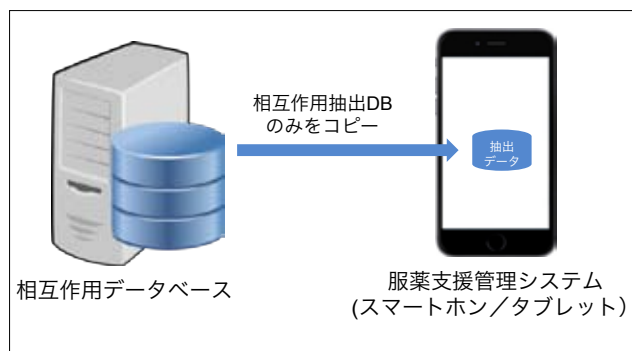 相互作用抽出DB
のみをコピー
抽出
データ
相互作用データベース
服薬支援管理システム
(スマートホン／タブレット）